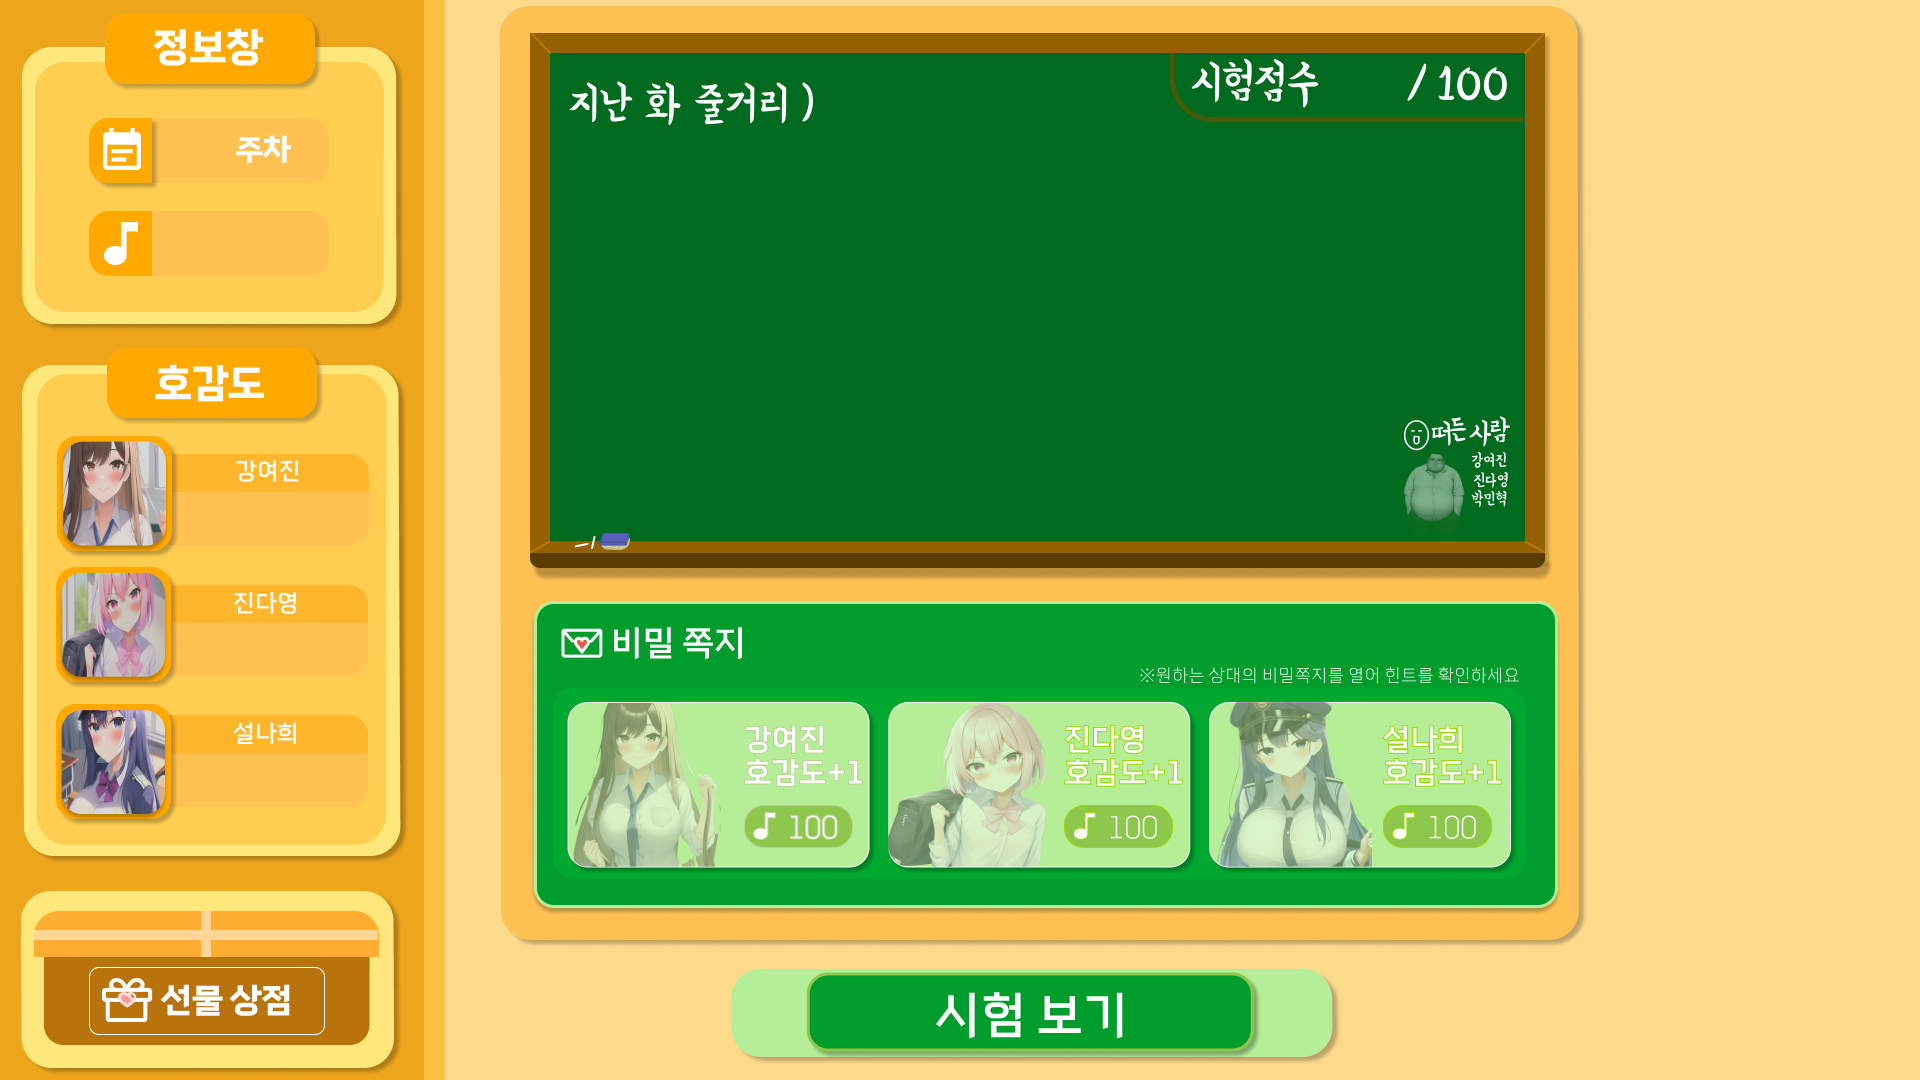 정보창
주차
호감도
강여진
진다영
설나희
선물 상점
지난 화 줄거리 )
시험점수 / 100
떠든 사람
강여진
진다영
박민혁
비밀 쪽지
※원하는 상대의 비밀쪽지를 열어 힌트를 확인하세요
강여진
호감도+1
100
진다영
호감도+1
100
설나희
호감도+1
100
시험 보기